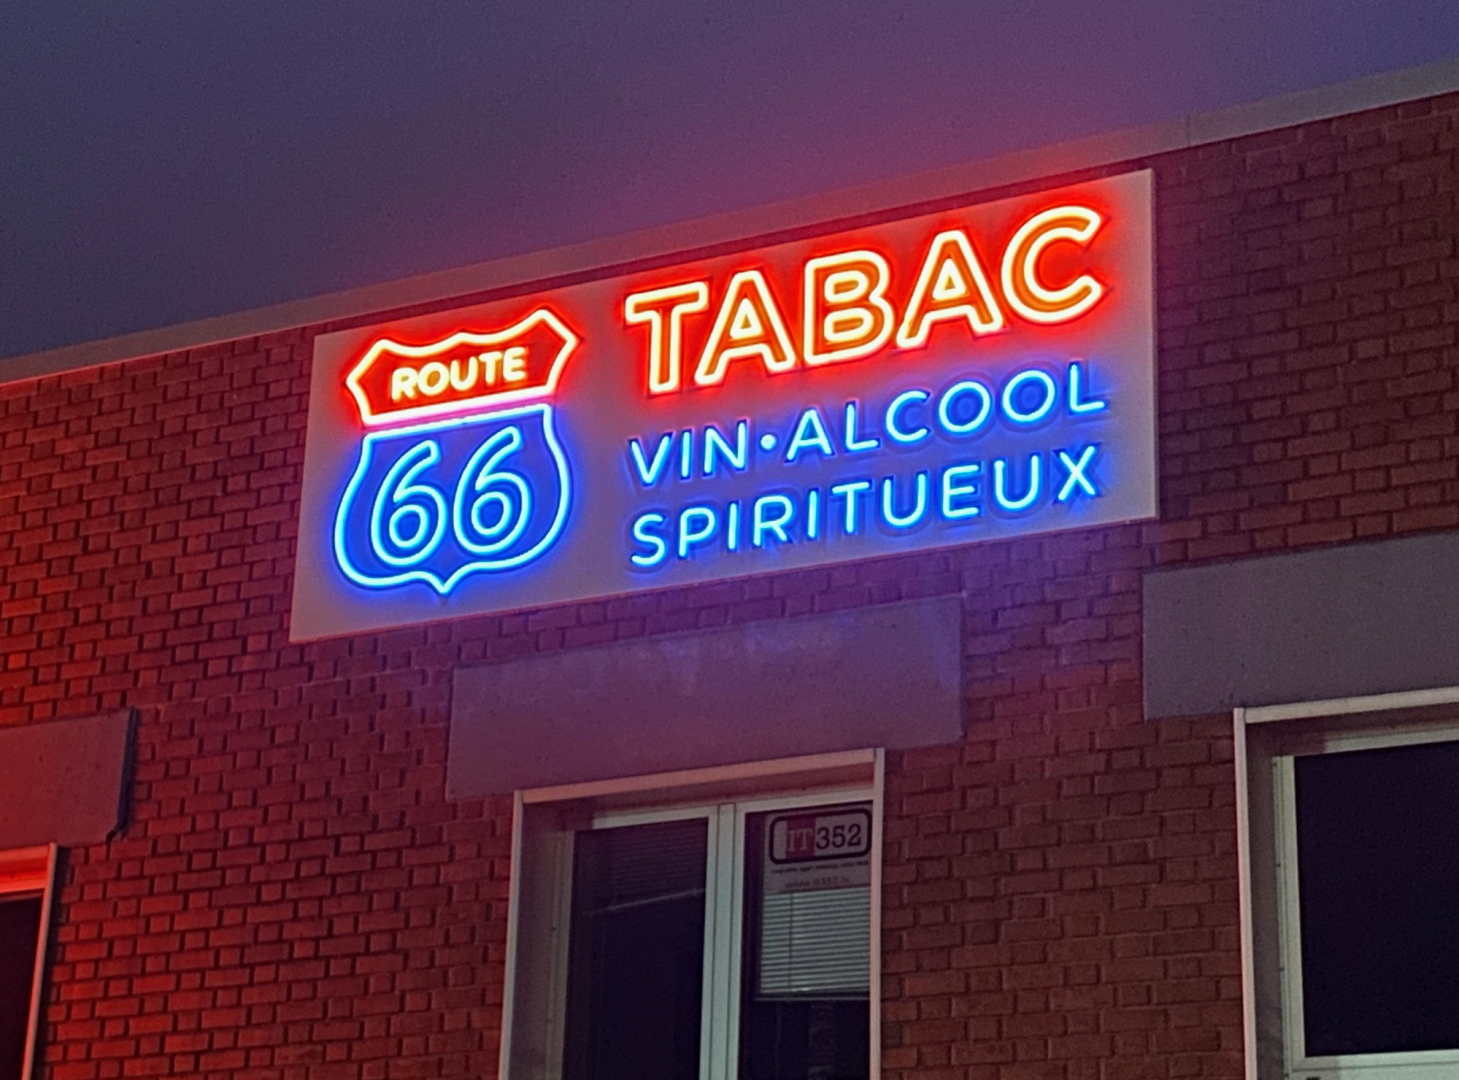 ROUTE
66
TABAC
VIN·ALCOOL
SPIRITUEUX
IT352